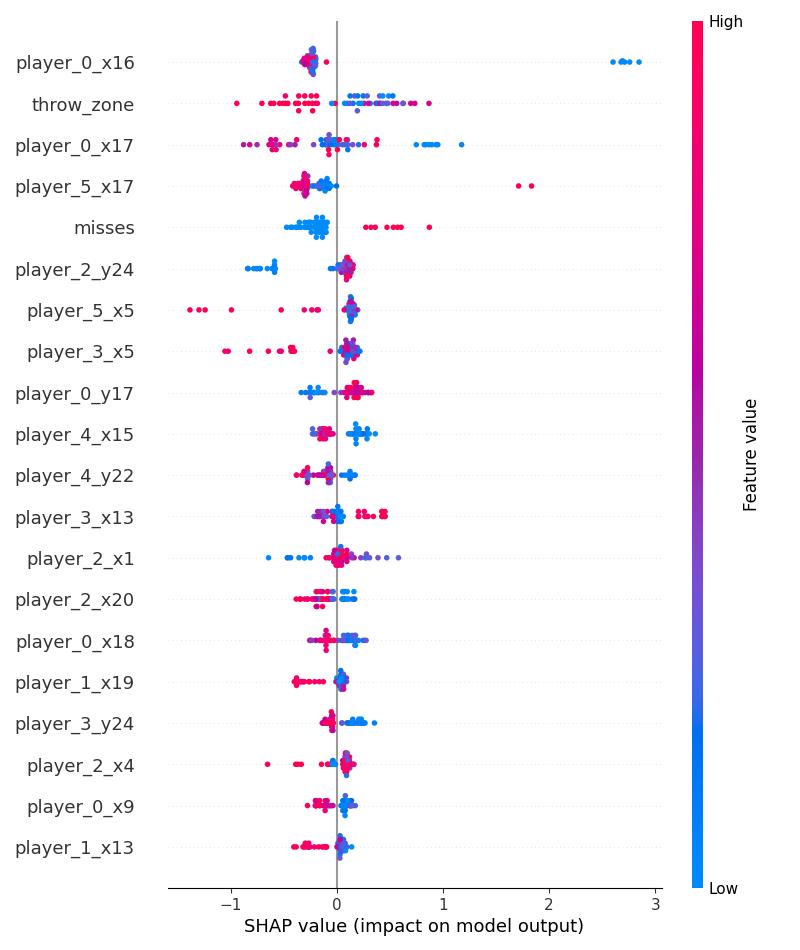 High
player_0_x16
throw_zone
player_0_x17
player_5_x17
misses
player_2_y24
player_5_x5
player_3_x5
player_0_y17
player_4_x15
player_4_y22
player_3_x13
player_2_x1
player_2_x20
player_0_x18
player_1_x19
player_3_y24
player_2_x4
player_0_x9
player_1_x13
Feature value
Low
−1 0 1 2 3
SHAP value (impact on model output)